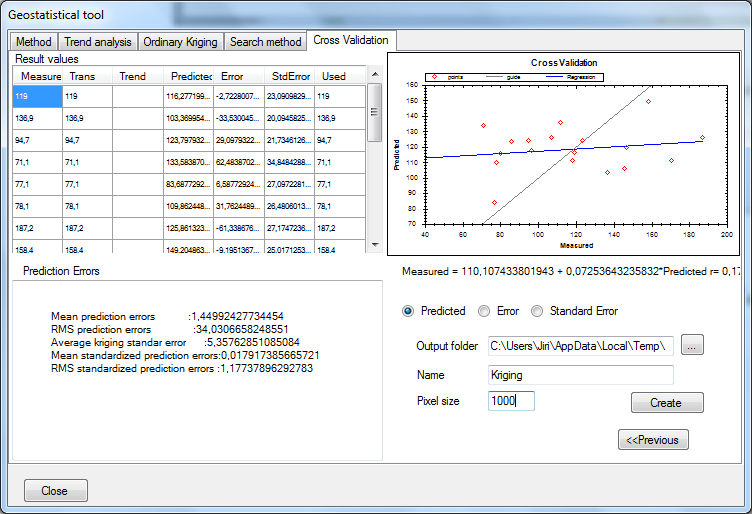 Geostatistical tool
Method Trend analysis Ordinary Kriging Search method Cross Validation
Result values
Measure Trans Trend Predicted Error StdError Used
119 119 116,277199... -2,7228007... 23,0909829... 119
136,9 136,9 103,369954... -33,530045... 20,0945825... 136,9
94,7 94,7 123,797932... 29,0979322... 21,7346126... 94,7
71,1 71,1 133,583870... 62,4838702... 34,8484288... 71,1
77,1 77,1 83,6877292... 6,58772924... 27,0972281... 77,1
78,1 78,1 109,862448... 31,7624489... 26,4806013... 78,1
187,2 187,2 125,861323... -61,338676... 27,1747236... 187,2
158,4 158,4 149,204863... -9,1951367... 25,0171253... 158,4
Cross Validation
points guide Regression
160
150
140
130
120
110
100
90
80
70
Predicted
40 60 80 100 120 140 160 180 200
Measured
Measured = 110,107433801943 + 0,07253643235832*Predicted r= 0,17
Prediction Errors
Mean prediction errors :1,44992427734454
RMS prediction errors :34,0306658248551
Average kriging standar error :5,35762851085084
Mean standardized prediction errors:0,017917385665721
RMS standardized prediction errors :1,17737896292783
Predicted Error Standard Error
Output folder C:\Users\Jiri\AppData\Local\Temp\ ...
Name Kriging
Pixel size 1000 Create
<<Previous
Close